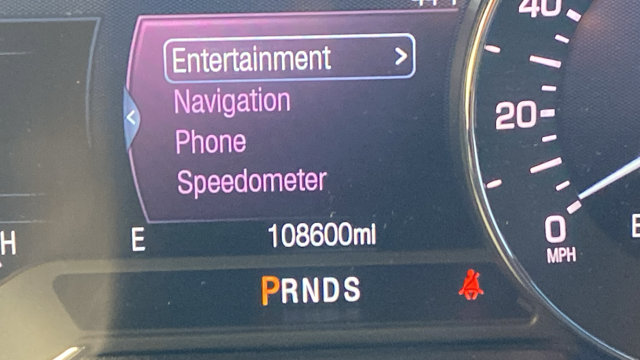 40
Entertainment >
<
Navigation
20
Phone
Speedometer
0
H
E
108600mi
E
MPH
PRNDS